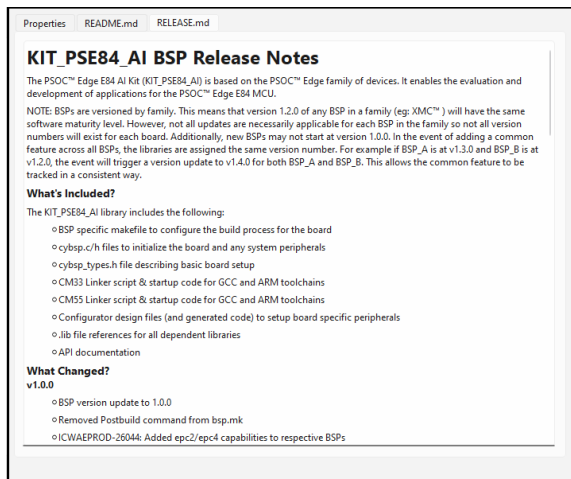 Properties README.md RELEASE.md
KIT_PSE84_AI BSP Release Notes
The PSOC™ Edge E84 AI Kit (KIT_PSE84_AI) is based on the PSOC™ Edge family of devices. It enables the evaluation and
development of applications for the PSOC™ Edge E84 MCU.
NOTE: BSPs are versioned by family. This means that version 1.2.0 of any BSP in a family (eg: XMC™ ) will have the same
software maturity level. However, not all updates are necessarily applicable for each BSP in the family so not all version
numbers will exist for each board. Additionally, new BSPs may not start at version 1.0.0. In the event of adding a common
feature across all BSPs, the libraries are assigned the same version number. For example if BSP_A is at v1.3.0 and BSP_B is at
v1.2.0, the event will trigger a version update to v1.4.0 for both BSP_A and BSP_B. This allows the common feature to be
tracked in a consistent way.
What's Included?
The KIT_PSE84_AI library includes the following:
BSP specific makefile to configure the build process for the board
cybsp.c/h files to initialize the board and any system peripherals
cybsp_types.h file describing basic board setup
CM33 Linker script & startup code for GCC and ARM toolchains
CM55 Linker script & startup code for GCC and ARM toolchains
Configurator design files (and generated code) to setup board specific peripherals
.lib file references for all dependent libraries
API documentation
What Changed?
v1.0.0
BSP version update to 1.0.0
Removed Postbuild command from bsp.mk
ICWAEPROD-26044: Added epc2/epc4 capabilities to respective BSPs